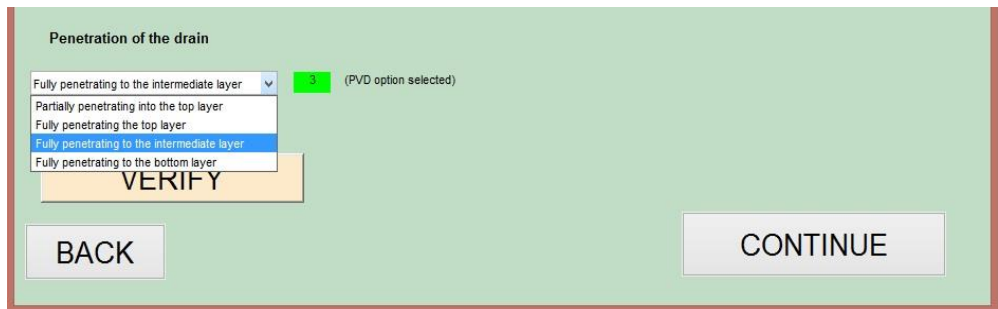 Penetration of the drain
Fully penetrating to the intermediate layer 3 (PVD option selected)
Partially penetrating into the top layer
Fully penetrating the top layer
Fully penetrating to the intermediate layer
Fully penetrating to the bottom layer
VERIFY
BACK CONTINUE